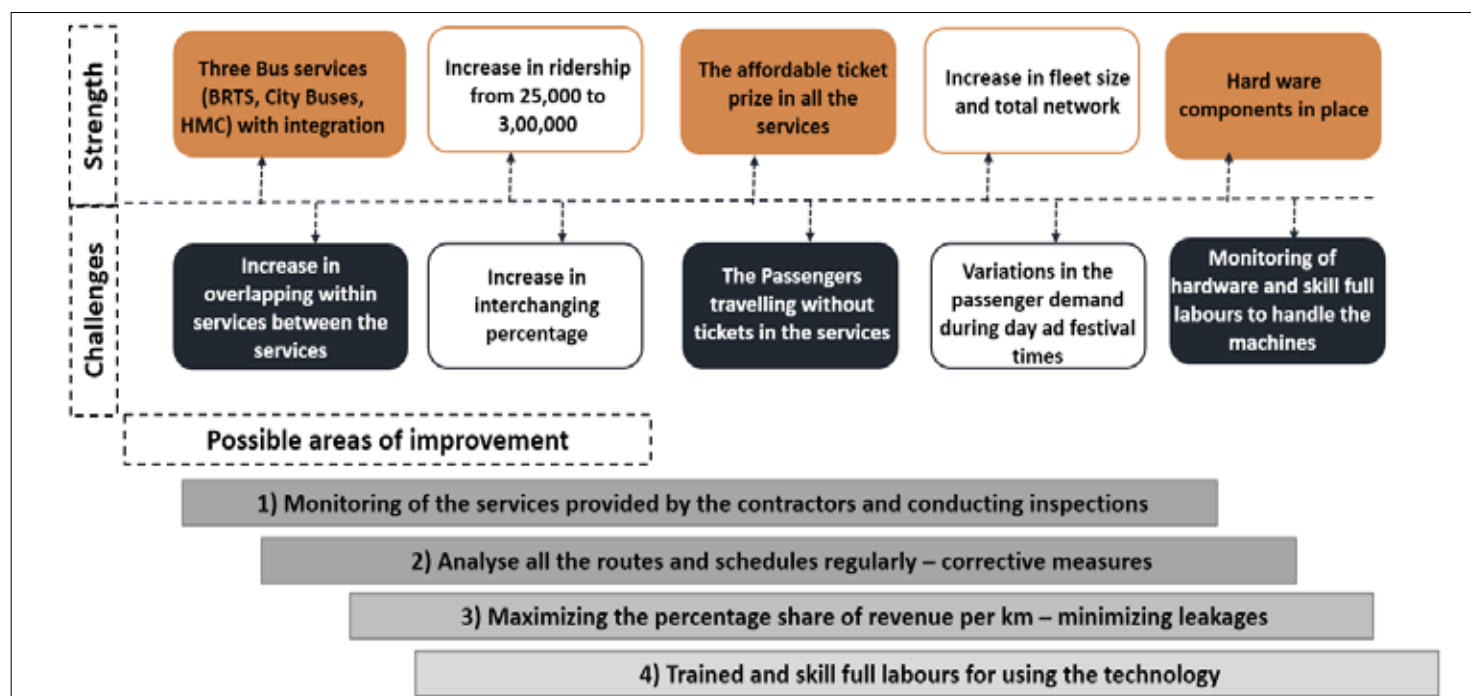 Strength
Three Bus services
(BRTS, City Buses,
HMC) with integration
Increase in ridership
from 25,000 to
3,00,000
The affordable ticket
prize in all the
services
Increase in fleet size
and total network
Hard ware
components in place
Challenges
Increase in
overlapping within
services between the
services
Increase in
interchanging
percentage
The Passengers
travelling without
tickets in the services
Variations in the
passenger demand
during day ad festival
times
Monitoring of
hardware and skill full
labours to handle the
machines
Possible areas of improvement
1) Monitoring of the services provided by the contractors and conducting inspections
2) Analyse all the routes and schedules regularly – corrective measures
3) Maximizing the percentage share of revenue per km – minimizing leakages
4) Trained and skill full labours for using the technology